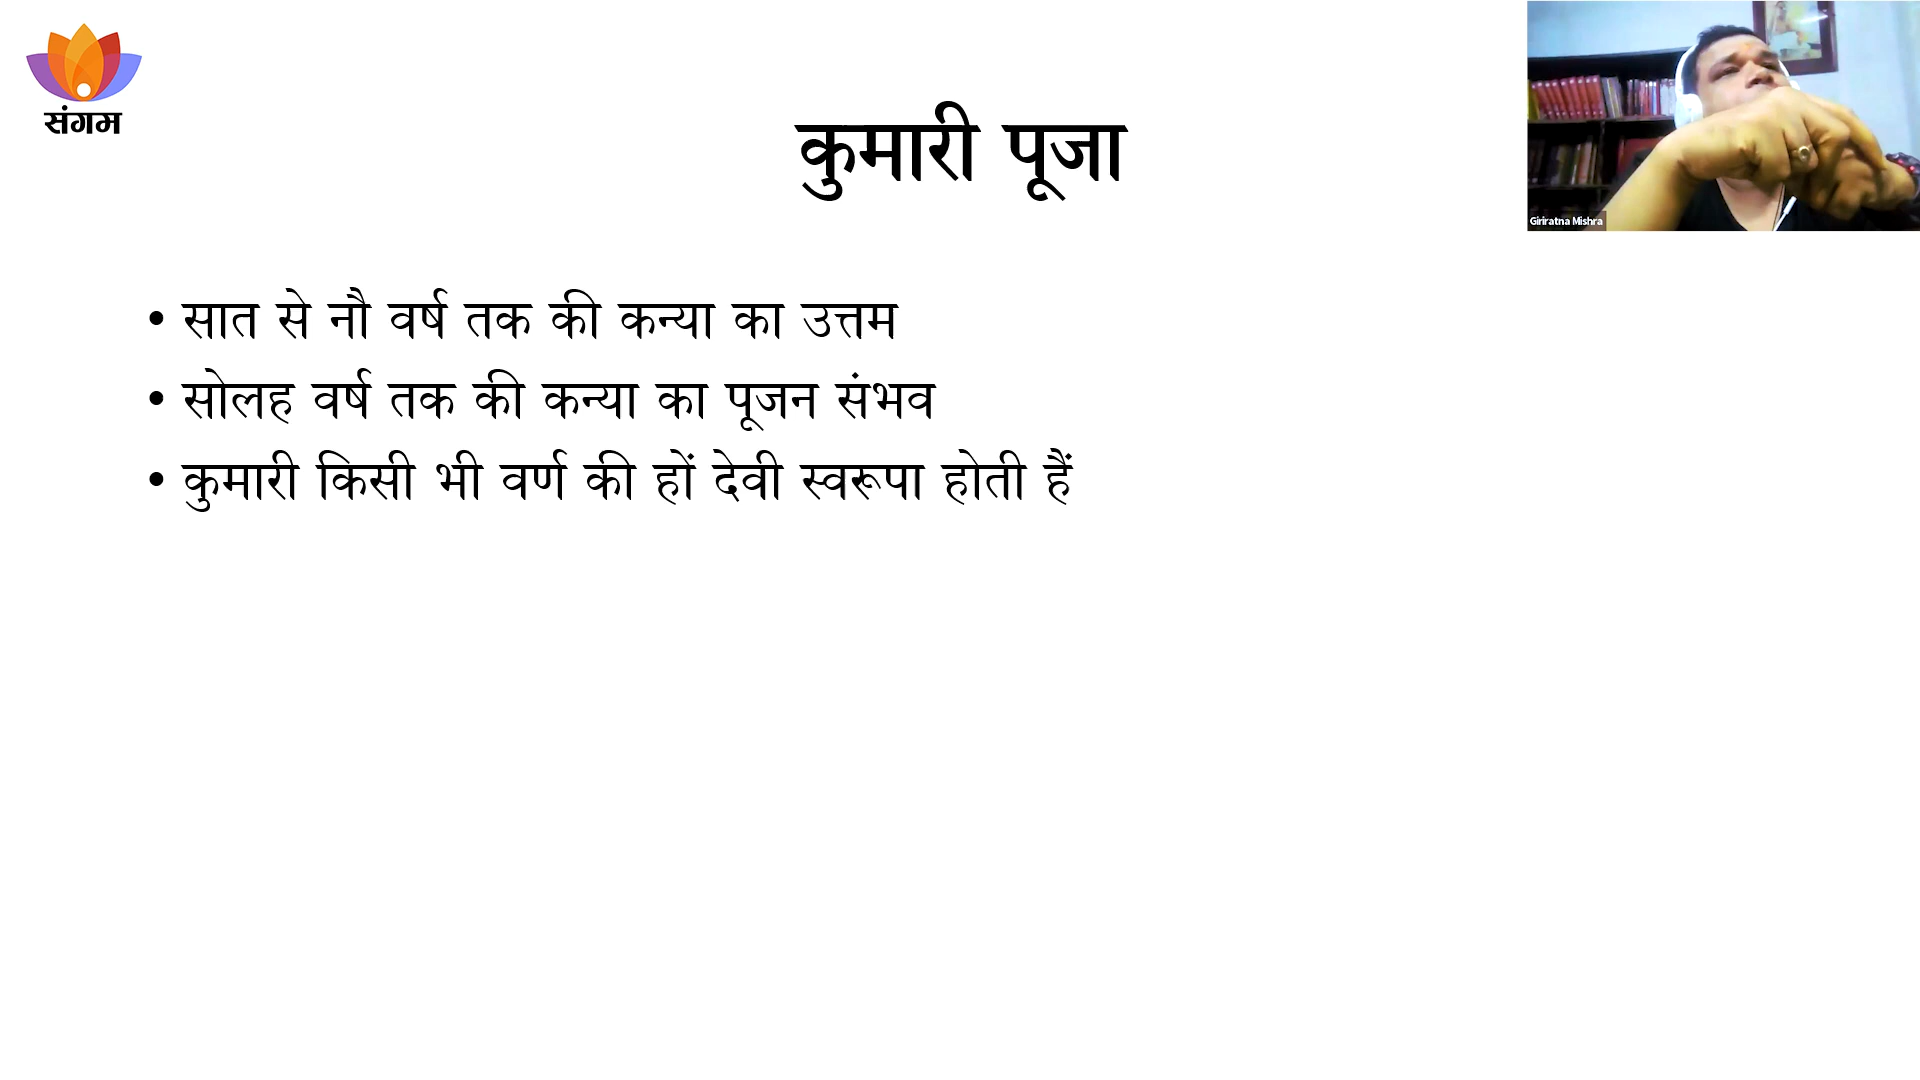 संगम
कुमारी पूजा
Giriratna Mishra
• सात से नौ वर्ष तक की कन्या का उत्तम
• सोलह वर्ष तक की कन्या का पूजन संभव
• कुमारी किसी भी वर्ण की हों देवी स्वरूपा होती हैं